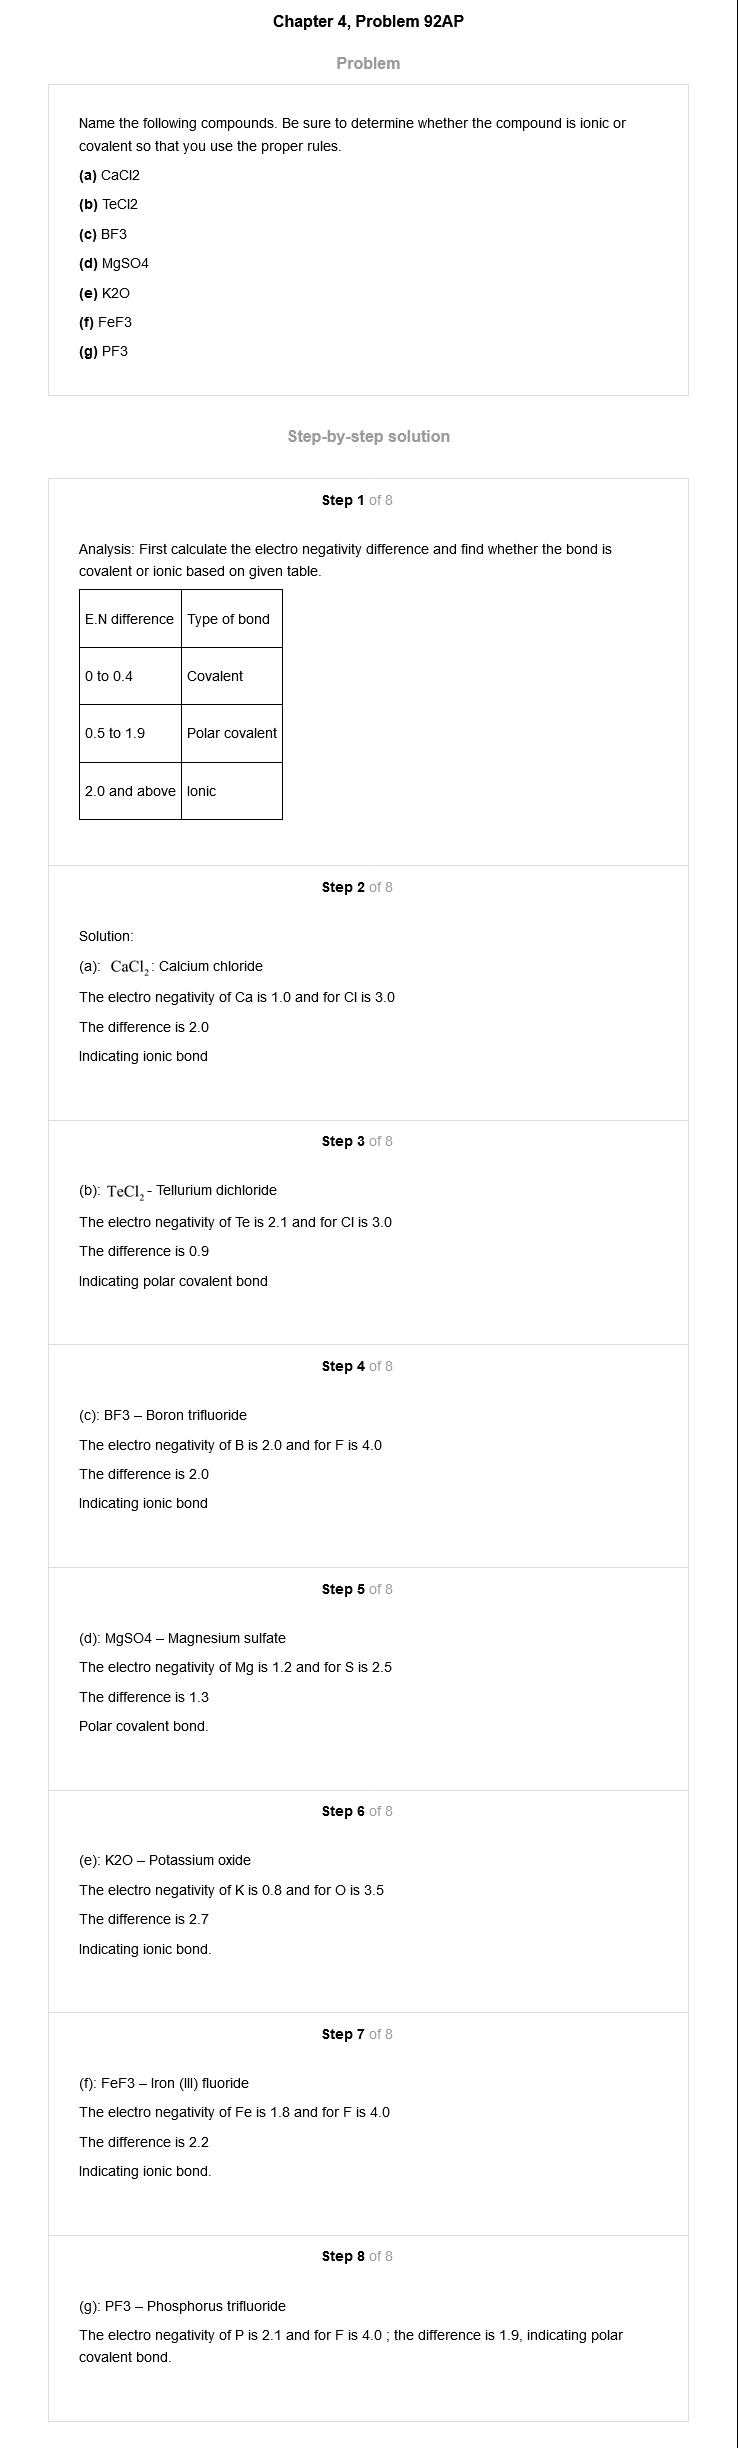 Chapter 4, Problem 92AP
Problem
Name the following compounds. Be sure to determine whether the compound is ionic or
covalent so that you use the proper rules.
(a) CaCl2
(b) TeCl2
(c) BF3
(d) MgSO4
(e) K2O
(f) FeF3
(g) PF3
Step-by-step solution
Step 1 of 8
Analysis: First calculate the electro negativity difference and find whether the bond is
covalent or ionic based on given table.
E.N difference Type of bond
0 to 0.4 Covalent
0.5 to 1.9 Polar covalent
2.0 and above Ionic
Step 2 of 8
Solution:
(a): CaCl₂: Calcium chloride
The electro negativity of Ca is 1.0 and for Cl is 3.0
The difference is 2.0
Indicating ionic bond
Step 3 of 8
(b): TeCl₂ - Tellurium dichloride
The electro negativity of Te is 2.1 and for Cl is 3.0
The difference is 0.9
Indicating polar covalent bond
Step 4 of 8
(c): BF3 – Boron trifluoride
The electro negativity of B is 2.0 and for F is 4.0
The difference is 2.0
Indicating ionic bond
Step 5 of 8
(d): MgSO4 – Magnesium sulfate
The electro negativity of Mg is 1.2 and for S is 2.5
The difference is 1.3
Polar covalent bond.
Step 6 of 8
(e): K2O – Potassium oxide
The electro negativity of K is 0.8 and for O is 3.5
The difference is 2.7
Indicating ionic bond.
Step 7 of 8
(f): FeF3 – Iron (III) fluoride
The electro negativity of Fe is 1.8 and for F is 4.0
The difference is 2.2
Indicating ionic bond.
Step 8 of 8
(g): PF3 – Phosphorus trifluoride
The electro negativity of P is 2.1 and for F is 4.0 ; the difference is 1.9, indicating polar
covalent bond.